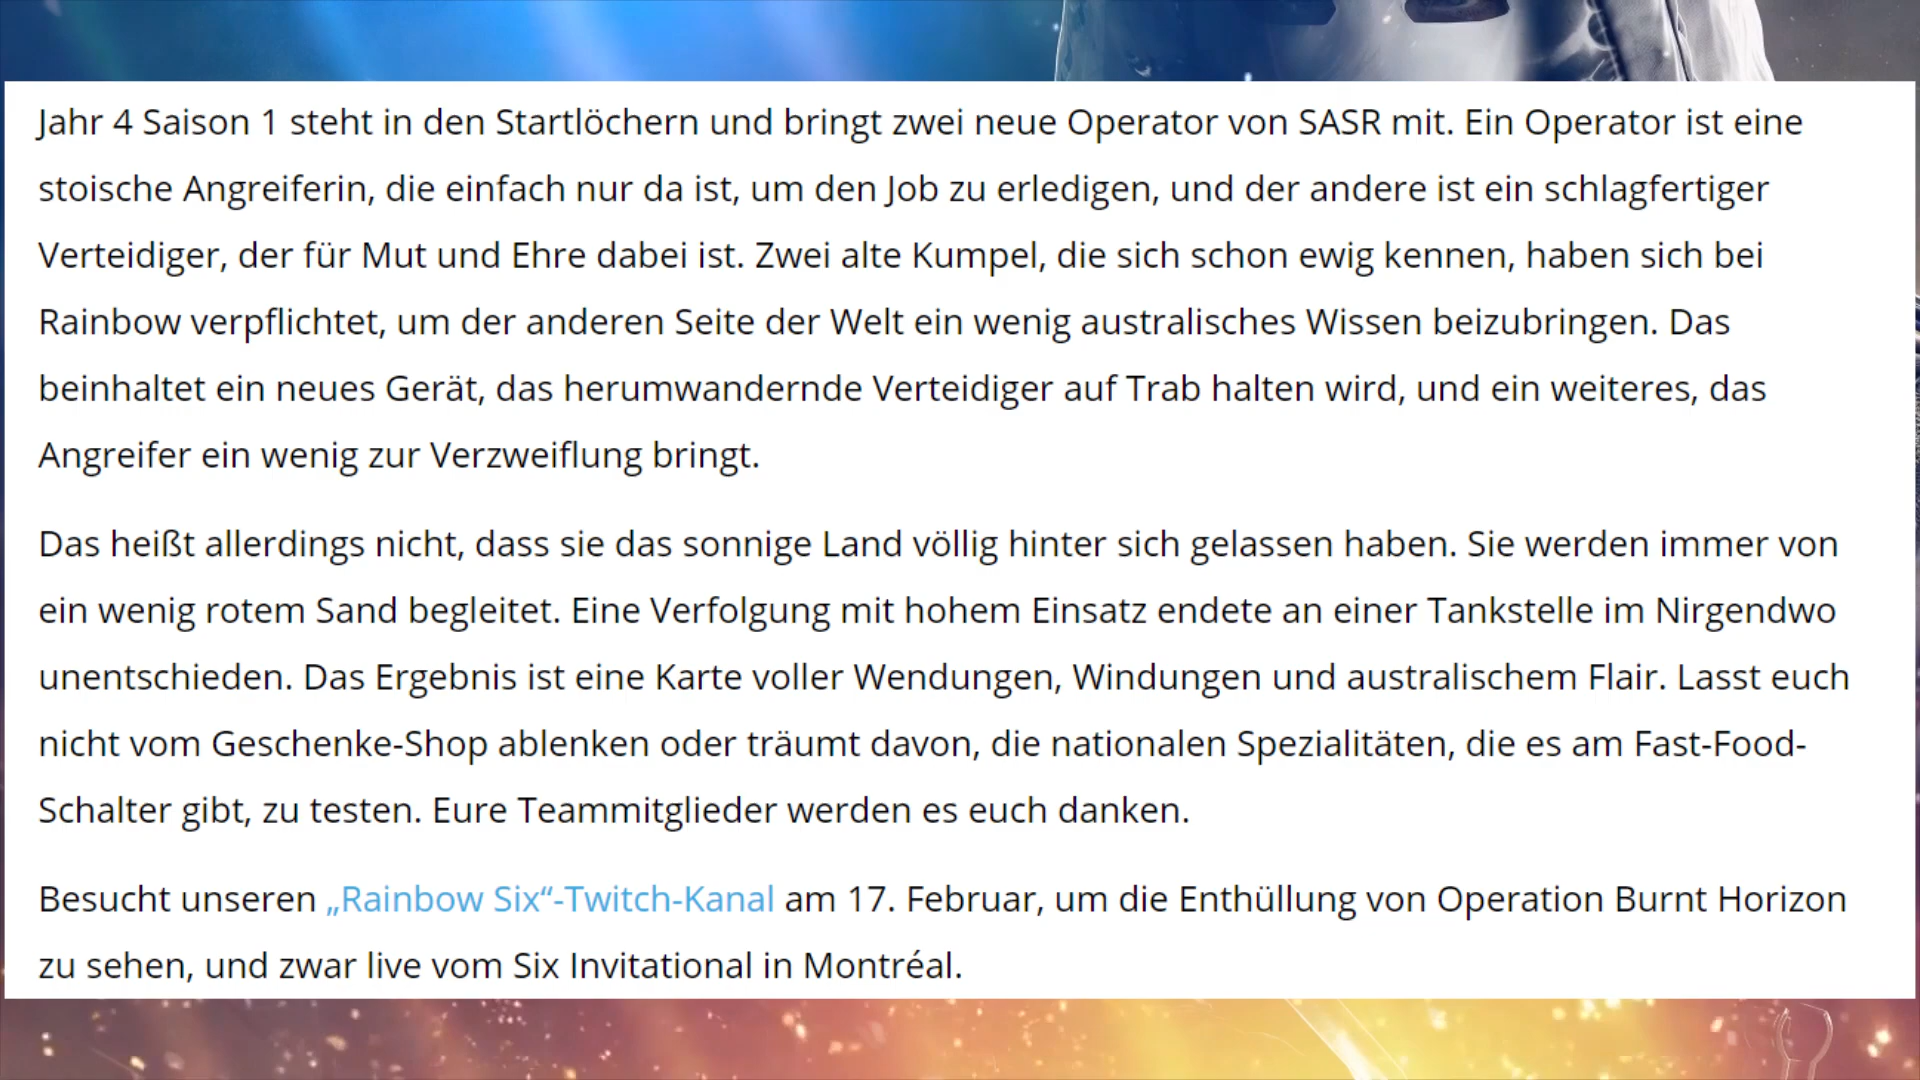 Jahr 4 Saison 1 steht in den Startlöchern und bringt zwei neue Operator von SASR mit. Ein Operator ist eine
stoische Angreiferin, die einfach nur da ist, um den Job zu erledigen, und der andere ist ein schlagfertiger
Verteidiger, der für Mut und Ehre dabei ist. Zwei alte Kumpel, die sich schon ewig kennen, haben sich bei
Rainbow verpflichtet, um der anderen Seite der Welt ein wenig australisches Wissen beizubringen. Das
beinhaltet ein neues Gerät, das herumwandernde Verteidiger auf Trab halten wird, und ein weiteres, das
Angreifer ein wenig zur Verzweiflung bringt.
Das heißt allerdings nicht, dass sie das sonnige Land völlig hinter sich gelassen haben. Sie werden immer von
ein wenig rotem Sand begleitet. Eine Verfolgung mit hohem Einsatz endete an einer Tankstelle im Nirgendwo
unentschieden. Das Ergebnis ist eine Karte voller Wendungen, Windungen und australischem Flair. Lasst euch
nicht vom Geschenke-Shop ablenken oder träumt davon, die nationalen Spezialitäten, die es am Fast-Food-
Schalter gibt, zu testen. Eure Teammitglieder werden es euch danken.
Besucht unseren „Rainbow Six“-Twitch-Kanal am 17. Februar, um die Enthüllung von Operation Burnt Horizon
zu sehen, und zwar live vom Six Invitational in Montréal.